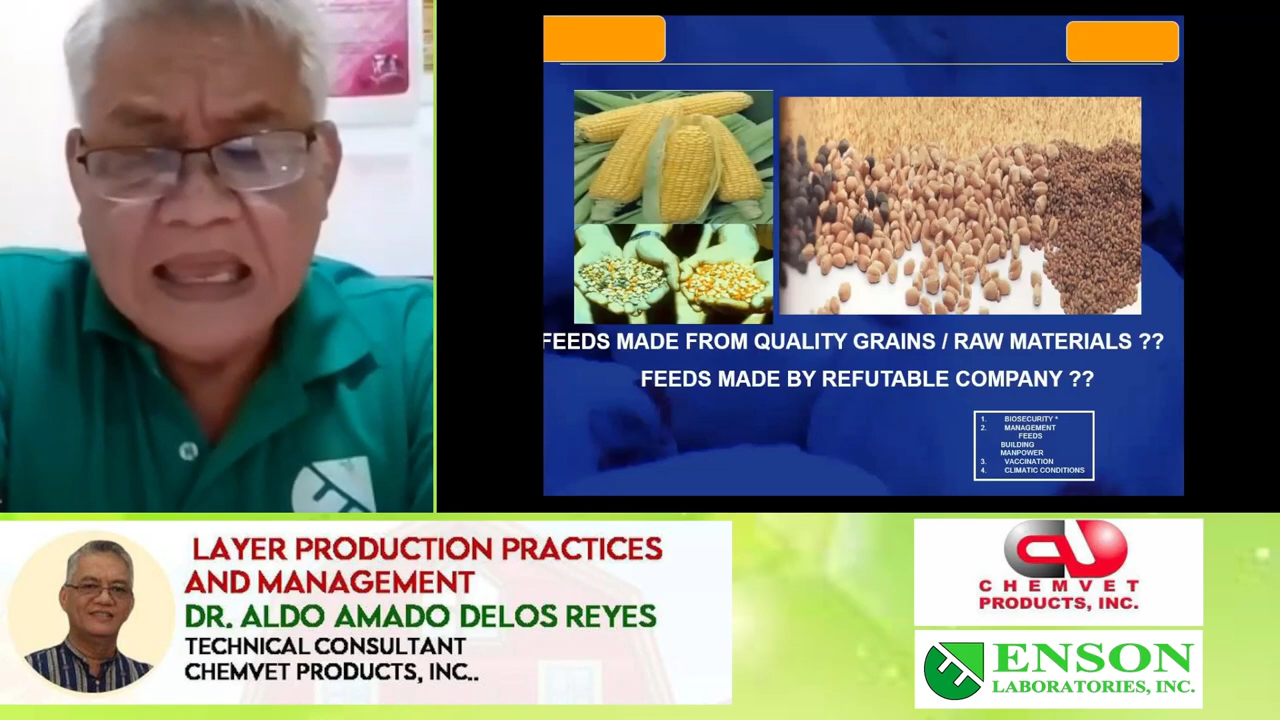 FEEDS MADE FROM QUALITY GRAINS / RAW MATERIALS ??
FEEDS MADE BY REFUTABLE COMPANY ??
1. BIOSECURITY *
2. MANAGEMENT
FEEDS
BUILDING
MANPOWER
3. VACCINATION
4. CLIMATIC CONDITIONS
LAYER PRODUCTION PRACTICES
AND MANAGEMENT
DR. ALDO AMADO DELOS REYES
TECHNICAL CONSULTANT
CHEMVET PRODUCTS, INC..
CHEMVET
PRODUCTS, INC.
ENSON
LABORATORIES, INC.